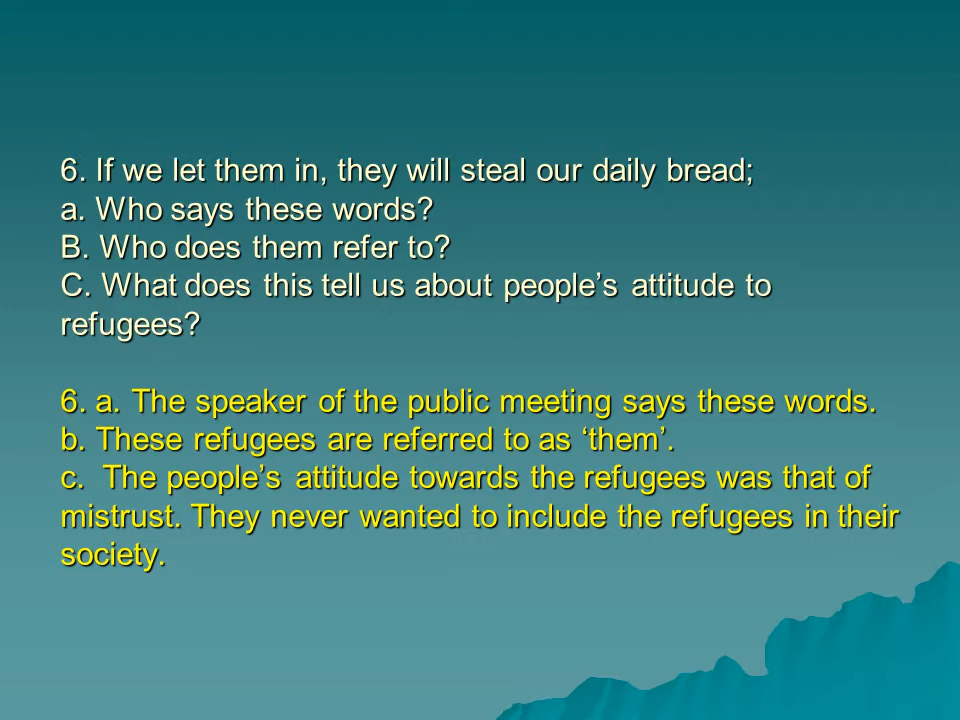 6. If we let them in, they will steal our daily bread;
a. Who says these words?
B. Who does them refer to?
C. What does this tell us about people’s attitude to
refugees?
6. a. The speaker of the public meeting says these words.
b. These refugees are referred to as ‘them’.
c.  The people’s attitude towards the refugees was that of
mistrust. They never wanted to include the refugees in their
society.